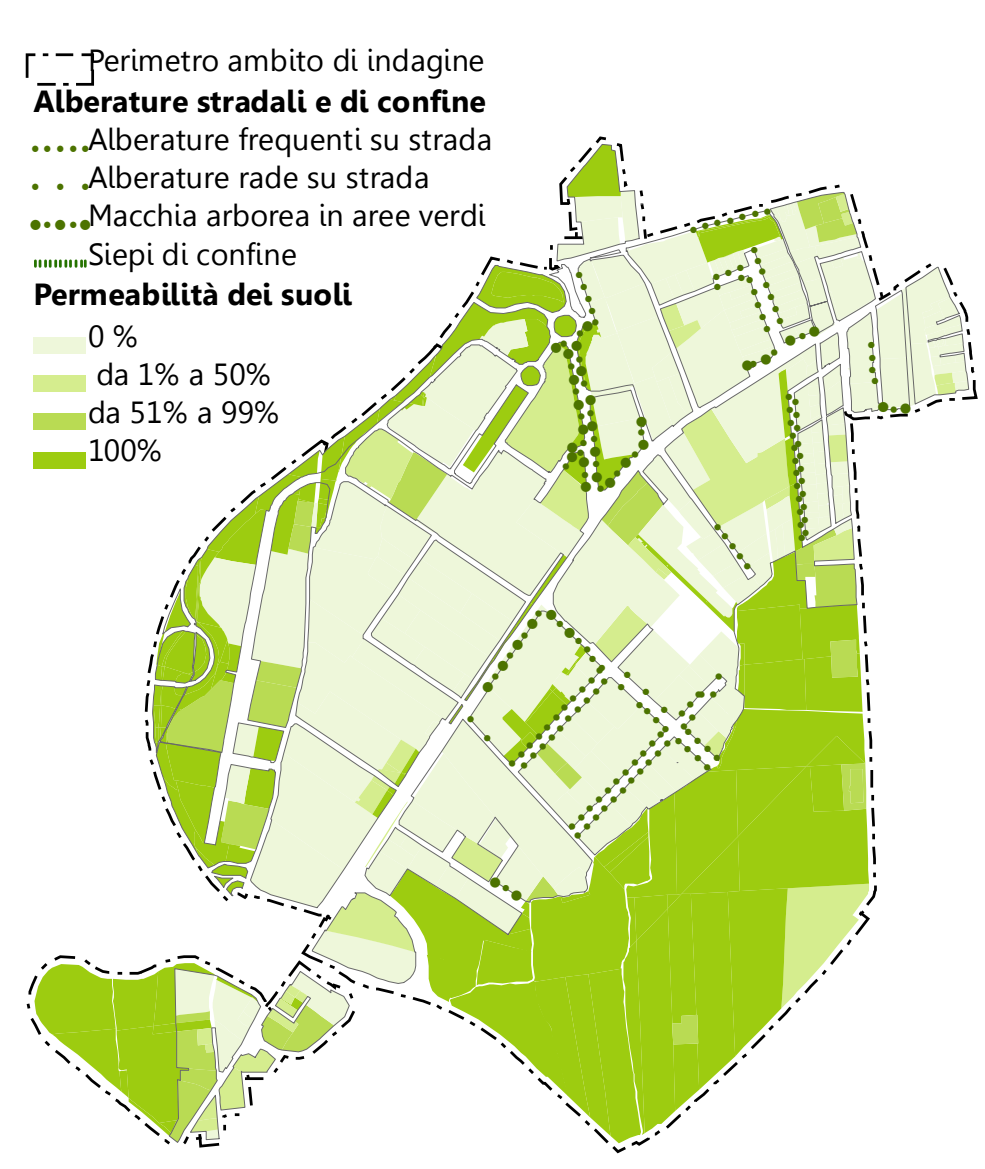 Perimetro ambito di indagine
Alberature stradali e di confine
Alberature frequenti su strada
Alberature rade su strada
Macchia arborea in aree verdi
Siepi di confine
Permeabilità dei suoli
0 %
da 1% a 50%
da 51% a 99%
100%